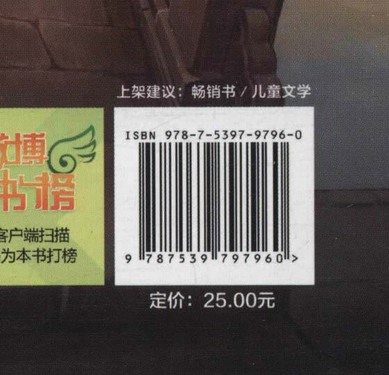 上架建议：畅销书 / 儿童文学
ISBN 978-7-5397-9796-0
9 787539 797960 >
定价：25.00元
微博
书榜
客户端扫描
为本书打榜